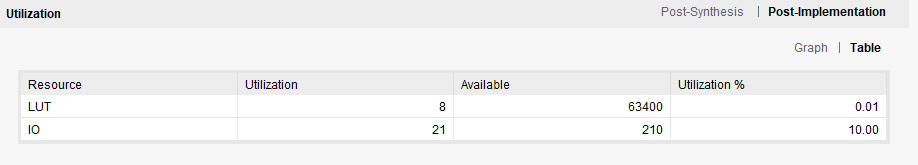 Utilization Post-Synthesis | Post-Implementation
Graph | Table
Resource Utilization Available Utilization %
LUT 8 63400 0.01
IO 21 210 10.00